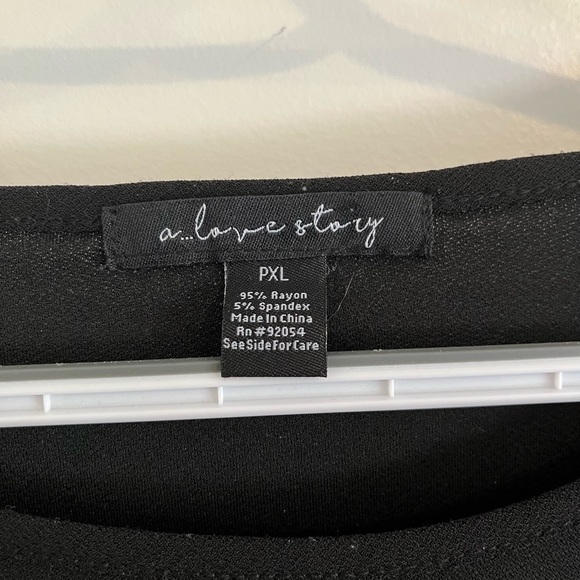 a...love story
PXL
95% Rayon
5% Spandex
Made In China
Rn#92054
See Side For Care